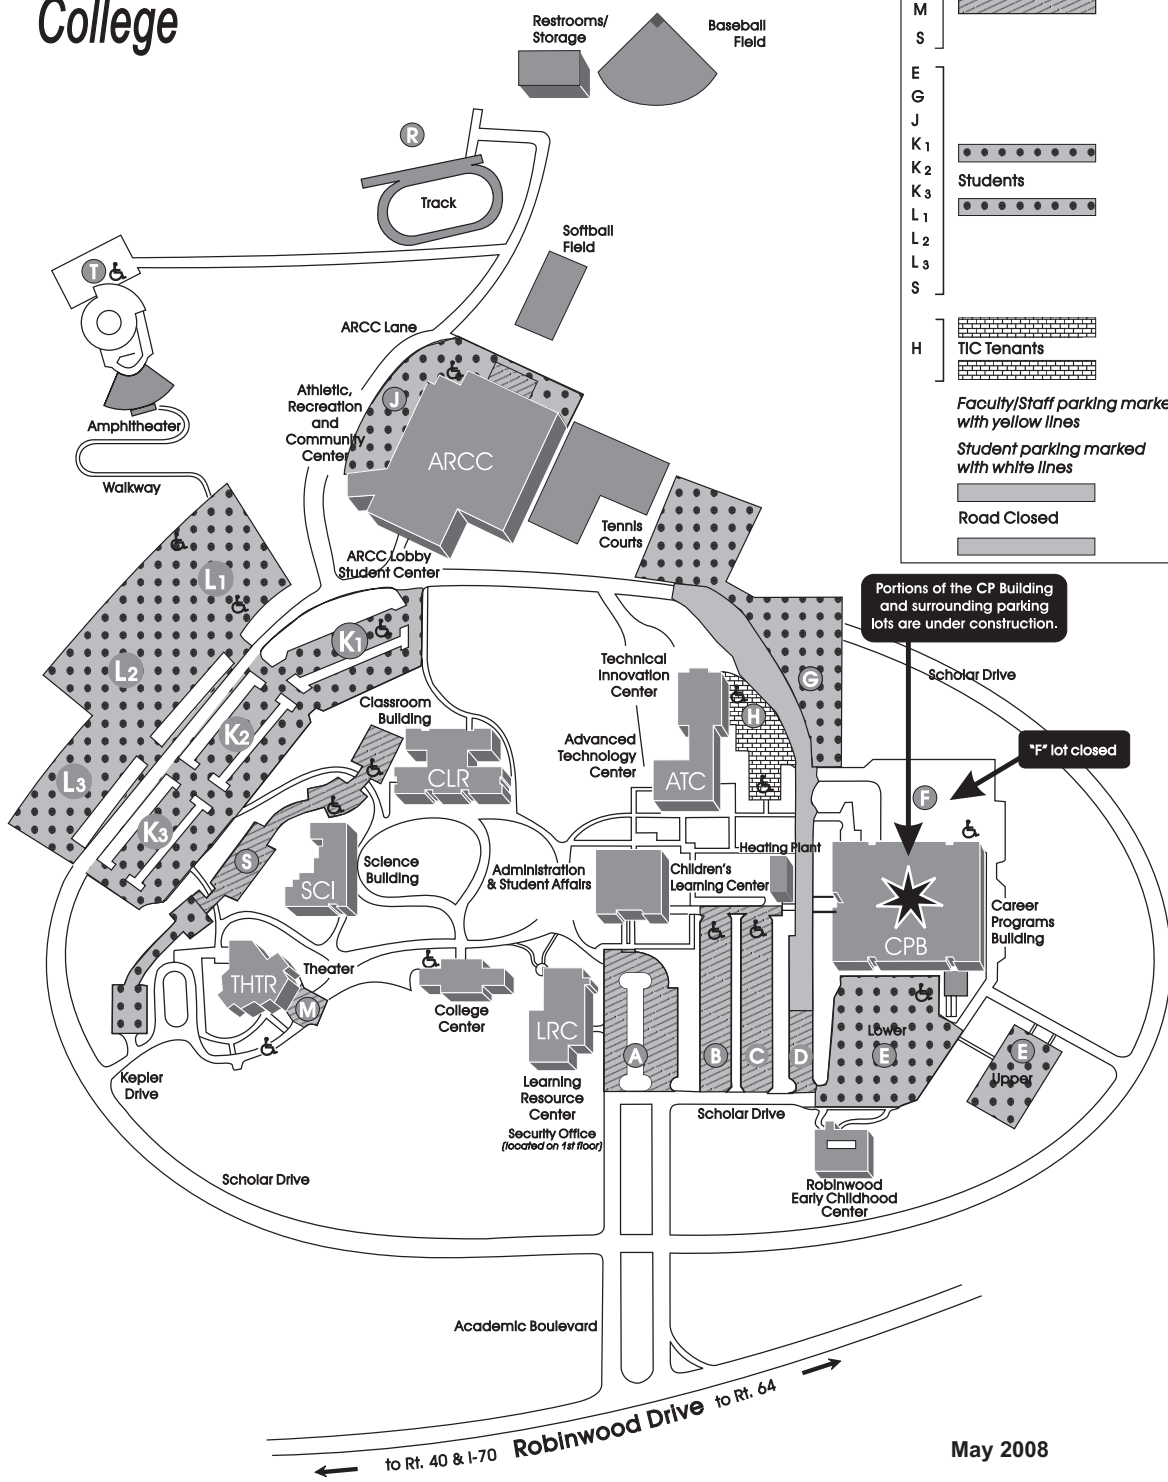 College
Restrooms/
Storage
Baseball
Field
M
S
E
G
J
K1
K2
K3
L1
L2
L3
S
Students
H
TIC Tenants
Faculty/Staff parking marke
with yellow lines
Student parking marked
with white lines
Road Closed
R
Track
Softball
Field
T
ARCC Lane
Amphitheater
Walkway
Athletic,
Recreation
and
Community
Center
J
ARCC
Tennis
Courts
ARCC Lobby
Student Center
Portions of the CP Building
and surrounding parking
lots are under construction.
L1
L2
L3
K1
K2
K3
Classroom
Building
CLR
Technical
Innovation
Center
H
G
Scholar Drive
"F" lot closed
Advanced
Technology
Center
ATC
F
S
SCI
Science
Building
Administration
& Student Affairs
Children's
Learning Center
Heating Plant
Career
Programs
Building
CPB
THTR
Theater
M
College
Center
LRC
Learning
Resource
Center
Security Office
(located on 1st floor)
A
B
C
D
Lower
E
E
Upper
Kepler
Drive
Scholar Drive
Robinwood
Early Childhood
Center
Scholar Drive
Academic Boulevard
to Rt. 40 & I-70
Robinwood Drive
to Rt. 64
May 2008